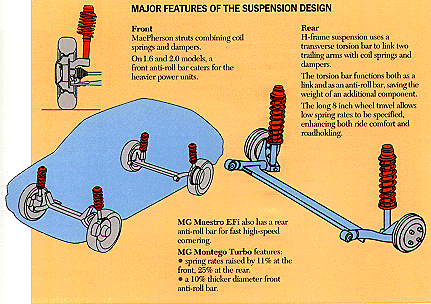 MAJOR FEATURES OF THE SUSPENSION DESIGN
Front
MacPherson struts combining coil
springs and dampers.
On 1.6 and 2.0 models, a
front anti-roll bar caters for the
heavier power units.
Rear
H-frame suspension uses a
transverse torsion bar to link two
trailing arms with coil springs and
dampers.
The torsion bar functions both as a
link and as an anti-roll bar, saving the
weight of an additional component.
The long 8 inch wheel travel allows
low spring rates to be specified,
enhancing both ride comfort and
roadholding.
MG Maestro EFi also has a rear
anti-roll bar for fast high-speed
cornering.
MG Montego Turbo features:
● spring rates raised by 11% at the
front, 25% at the rear.
● a 10% thicker diameter front
anti-roll bar.